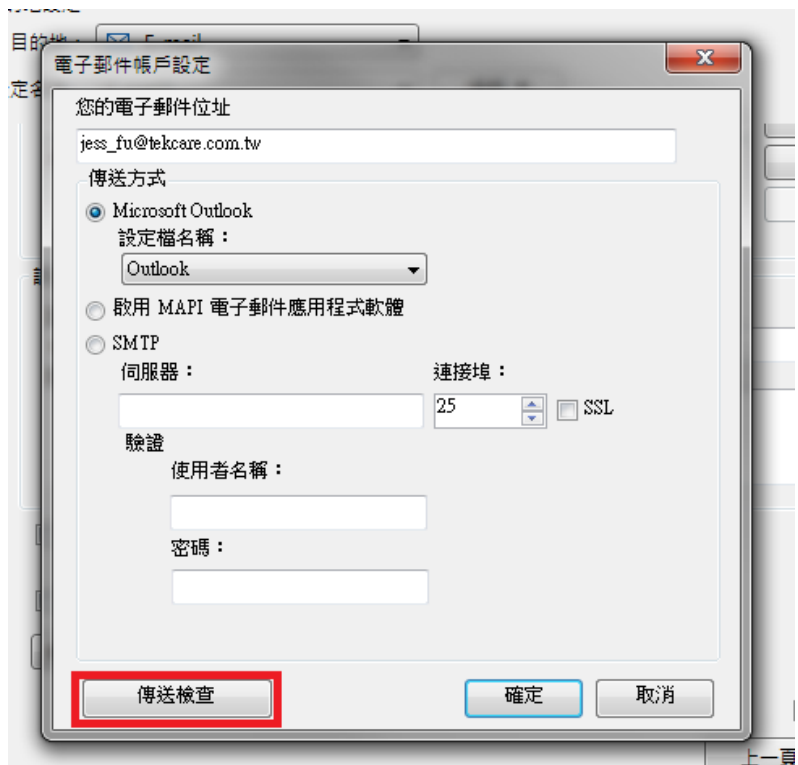 目的地：
E-mail
電子郵件帳戶設定
您的電子郵件位址
jess_fu@tekcare.com.tw
傳送方式
Microsoft Outlook
設定檔名稱：
Outlook
啟用 MAPI 電子郵件應用程式軟體
SMTP
伺服器：
連接埠：
25
SSL
驗證
使用者名稱：
密碼：
傳送檢查
確定
取消
上一頁